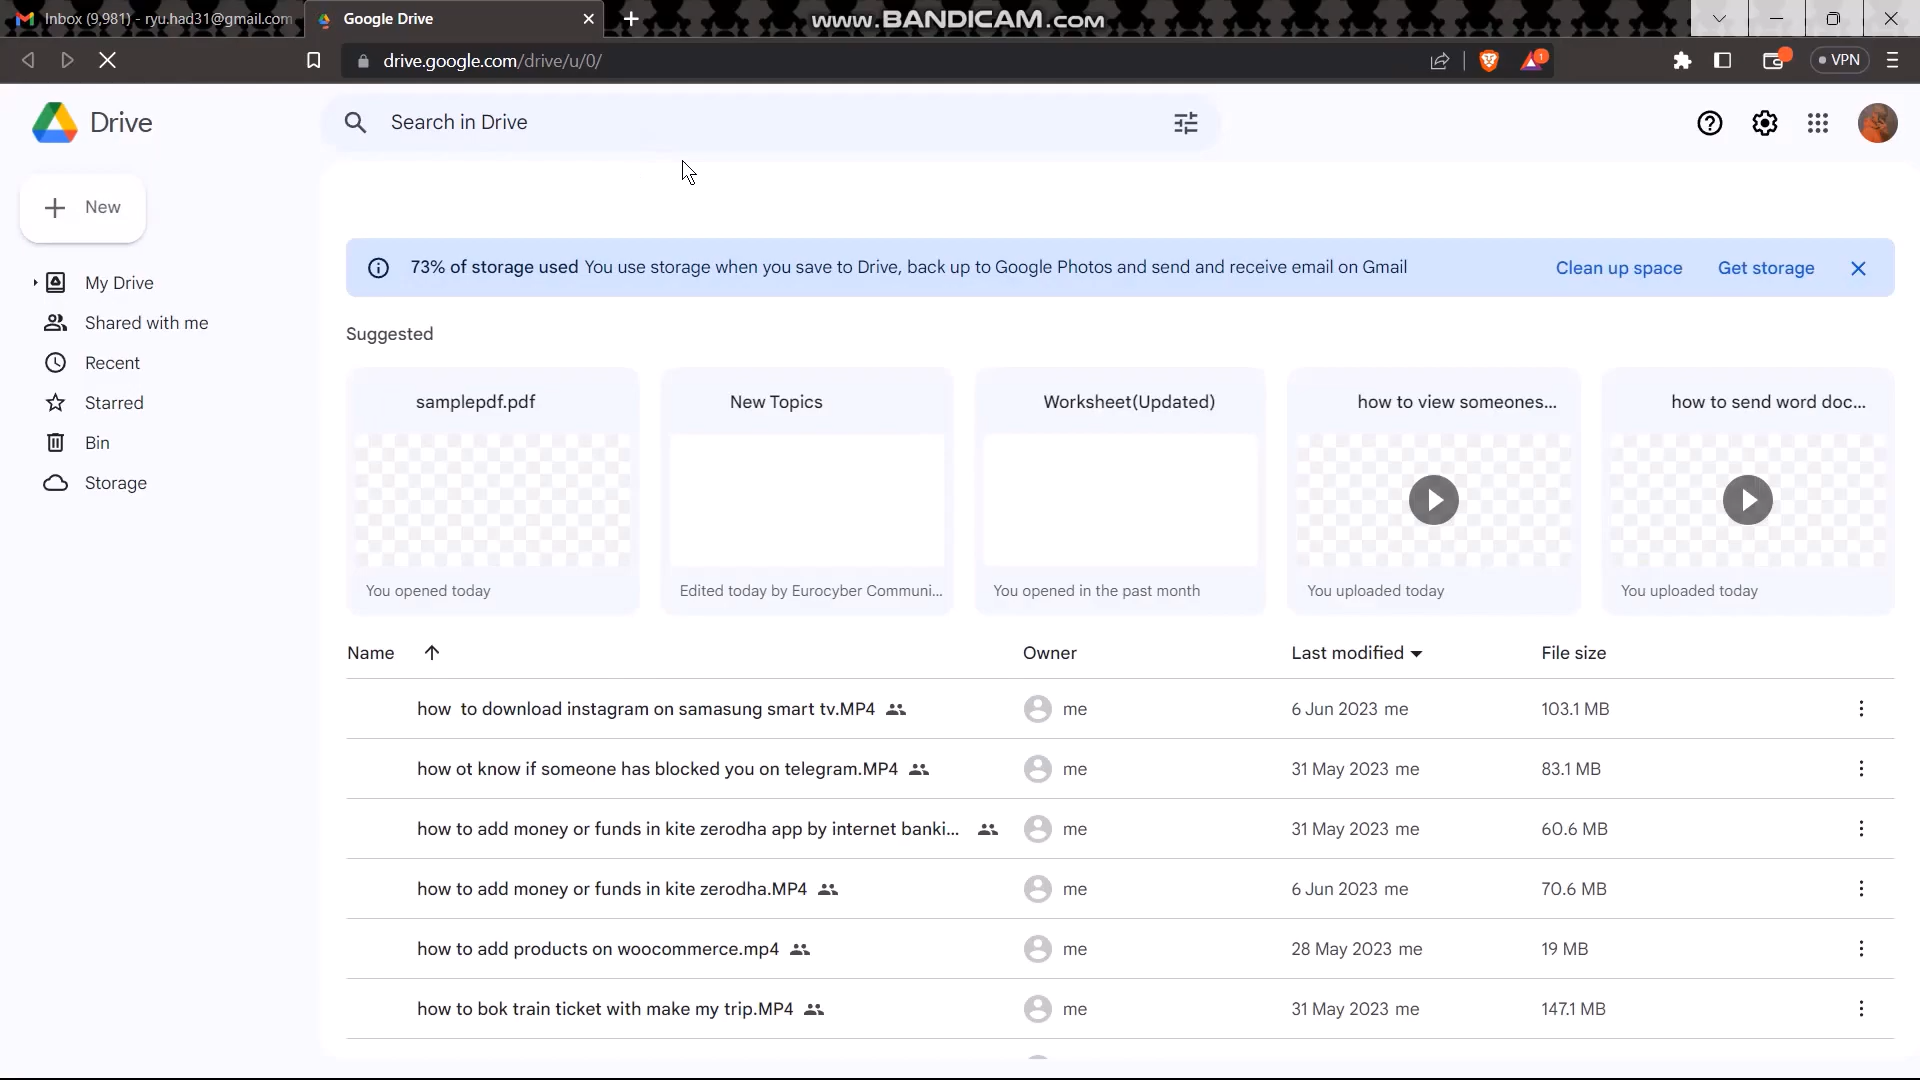 Inbox (9,981) - ryu.had31@gmail.com
Google Drive
www.BANDICAM.com
drive.google.com/drive/u/0/
1
VPN
Drive
Search in Drive
New
73% of storage used You use storage when you save to Drive, back up to Google Photos and send and receive email on Gmail
Clean up space
Get storage
My Drive
Shared with me
Recent
Starred
Bin
Storage
Suggested
samplepdf.pdf
New Topics
Worksheet(Updated)
how to view someones...
how to send word doc...
You opened today
Edited today by Eurocyber Communi...
You opened in the past month
You uploaded today
You uploaded today
Name Owner Last modified File size
how  to download instagram on samasung smart tv.MP4 me 6 Jun 2023 me 103.1 MB
how ot know if someone has blocked you on telegram.MP4 me 31 May 2023 me 83.1 MB
how to add money or funds in kite zerodha app by internet banki... me 31 May 2023 me 60.6 MB
how to add money or funds in kite zerodha.MP4 me 6 Jun 2023 me 70.6 MB
how to add products on woocommerce.mp4 me 28 May 2023 me 19 MB
how to bok train ticket with make my trip.MP4 me 31 May 2023 me 147.1 MB